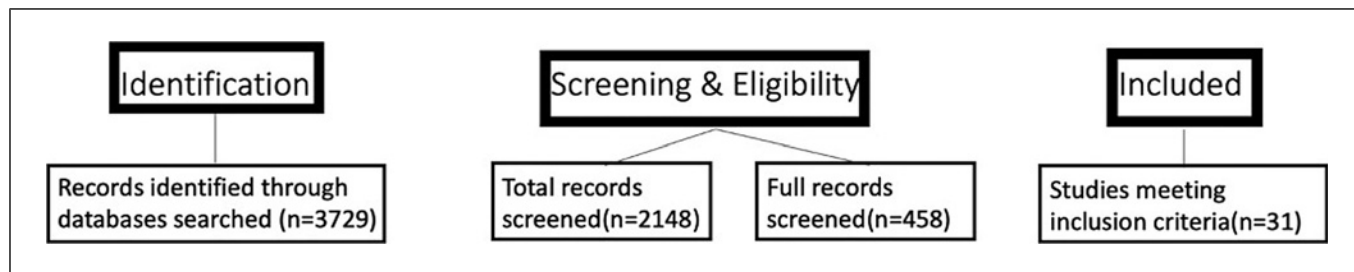 Identification
Records identified through
databases searched (n=3729)
Screening & Eligibility
Total records
screened(n=2148)
Full records
screened(n=458)
Included
Studies meeting
inclusion criteria(n=31)